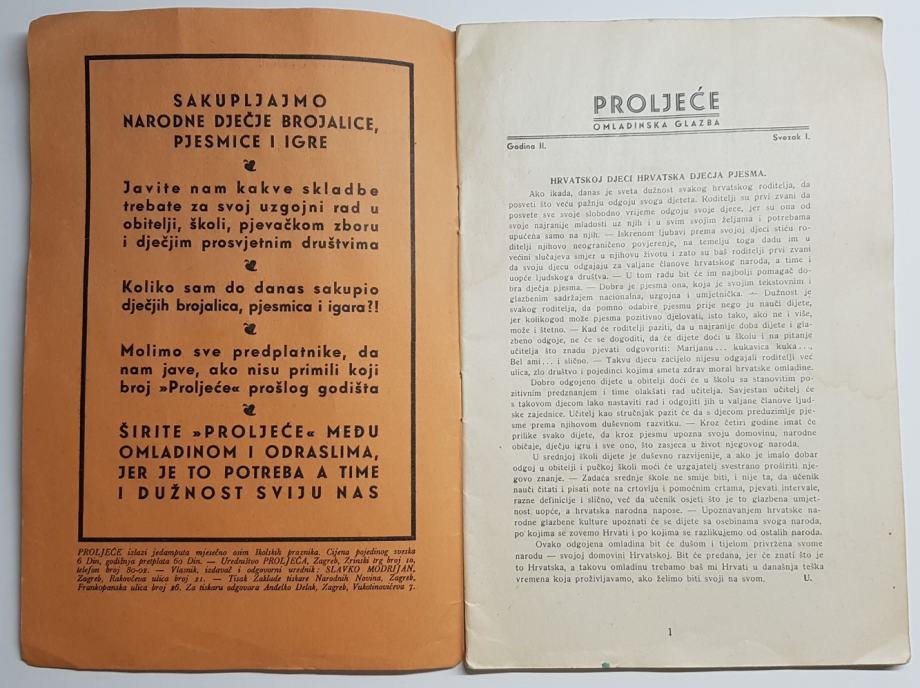 SAKUPLJAJMO
NARODNE DJEČJE BROJALICE,
PJESMICE I IGRE
Javite nam kakve skladbe
trebate za svoj uzgojni rad u
obitelji, školi, pjevačkom zboru
i dječjim prosvjetnim društvima
Koliko sam do danas sakupio
dječjih brojalica, pjesmica i igara?!
Molimo sve predplatnike, da
nam jave, ako nisu primili koji
broj »Proljeće« prošlog godišta
ŠIRITE »PROLJEĆE« MEĐU
OMLADINOM I ODRASLIMA,
JER JE TO POTREBA A TIME
I DUŽNOST SVIJU NAS
PROLJEĆE izlazi jedamputa mjesečno osim školskih praznika. Cijena pojedinog sveska
6 Din, godišnja pretplata 60 Din. — Uredništvo PROLJEĆA, Zagreb, Zrinski trg broj 10,
telefon broj 80-02. — Vlasnik, izdavač i odgovorni urednik: SLAVKO MODRIJAN,
Zagreb, Rakovčeva ulica broj 21. — Tisak Zaklade tiskare Narodnih Novina, Zagreb,
Frankopanska ulica broj 26. Za tiskaru odgovara Anđelko Delak, Zagreb, Vukotinovićeva 7.
PROLJEĆE
OMLADINSKA GLAZBA
Godina II. Svezak I.
HRVATSKOJ DJECI HRVATSKA DJEČJA PJESMA.
Ako ikada, danas je sveta dužnost svakog hrvatskog roditelja, da
posveti što veću pažnju odgoju svoga djeteta. Roditelji su prvi zvani da
posvete sve svoje slobodno vrijeme odgoju svoje djece, jer su ona od
svoje najranije mladosti njih i u svim svojim željama i potrebama
upućena samo na njih. — Iskrenom ljubavi prema svojoj djeci stiču ro-
ditelji njihovo neograničeno povjerenje, na temelju toga dadu im u
većini slučajeva smjer u njihovu životu i zato su baš roditelji prvi zvani
da svoju djecu odgajaju za valjane članove hrvatskog naroda, a time i
uopće ljudskoga društva. — U tom radu bit će im najbolji pomagač do-
bra dječja pjesma. — Dobra je pjesma ona, koja je svojim tekstovnim i
glazbenim sadržajem nacionalna, uzgojna i umjetnička. — Dužnost je
svakog roditelja, da pomno odabire pjesmu prije nego ju nauči dijete,
jer kolikogod može pjesma pozitivno djelovati, isto tako, ako ne i više,
može i štetno. — Kad će roditelji paziti, da u najranije doba dijete i gla-
zbeno odgoje, ne će se dogoditi, da će dijete doći u školu i na pitanje
učitelja što znadu pjevati odgovoriti: Marijanu... kukavica kuka...,
Bel ami... i slično. — Takvu djecu zacijelo nijesu odgajali roditelji već
ulica, zlo društvo i pojedinci kojima smeta zdrav moral hrvatske omladine.
Dobro odgojeno dijete u obitelji doći će u školu sa stanovitim po-
zitivnim predznanjem i time olakšati rad učitelja. Savjestan učitelj će
s takovom djecom lako nastaviti rad i odgojiti jih u valjane članove ljud-
ske zajednice. Učitelj kao stručnjak pazit će da s djecom preduzimlje pje-
sme prema njihovom duševnom razvitku. — Kroz četiri godine imat će
prilike svako dijete, da kroz pjesmu upozna svoju domovinu, narodne
običaje, dječju igru i sve ono, što zasjeca u život njegovog naroda.
U srednjoj školi dijete je duševno razvijenije, a ako je imalo dobar
odgoj u obitelji i pučkoj školi moći će uzgajatelj svestrano proširiti nje-
govo znanje. — Zadaća srednje škole ne smije biti, i nije ta, da učenik
nauči čitati i pisati note na crtovlju i pomoćnim crtama, pjevati intervale,
razne definicije i slično, već da učenik osjeti što je to glazbena umjet-
nost uopće, a hrvatska narodna napose. — Upoznavanjem hrvatske na-
rodne glazbene kulture upoznati će se dijete sa osebinama svoga naroda,
po kojima se zovemo Hrvati i po kojima se razlikujemo od ostalih naroda.
Ovako odgojena omladina bit će dušom i tijelom privržena svome
narodu — svojoj domovini Hrvatskoj. Bit će predana, jer će znati što je
to Hrvatska, a takovu omladinu trebamo baš mi Hrvati u današnja teška
vremena koja proživljavamo, ako želimo biti svoji na svom. U.
1